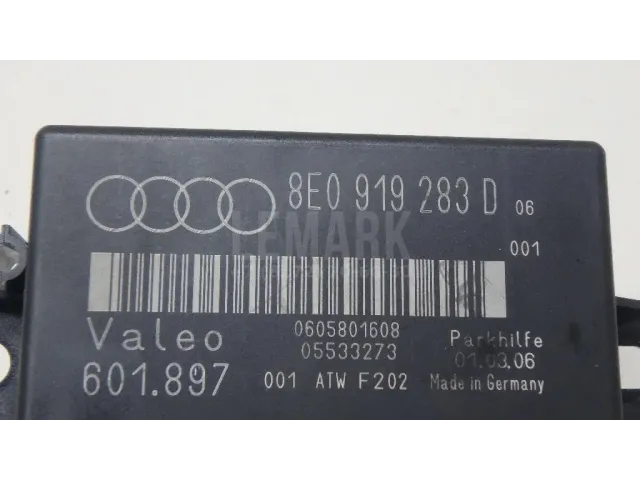 8E0 919 283 D 06
001
LEMARK
Valeo 0605801608 Parkhilfe
05533273 01.03.06
601.897 001 ATW F202 Made in Germany